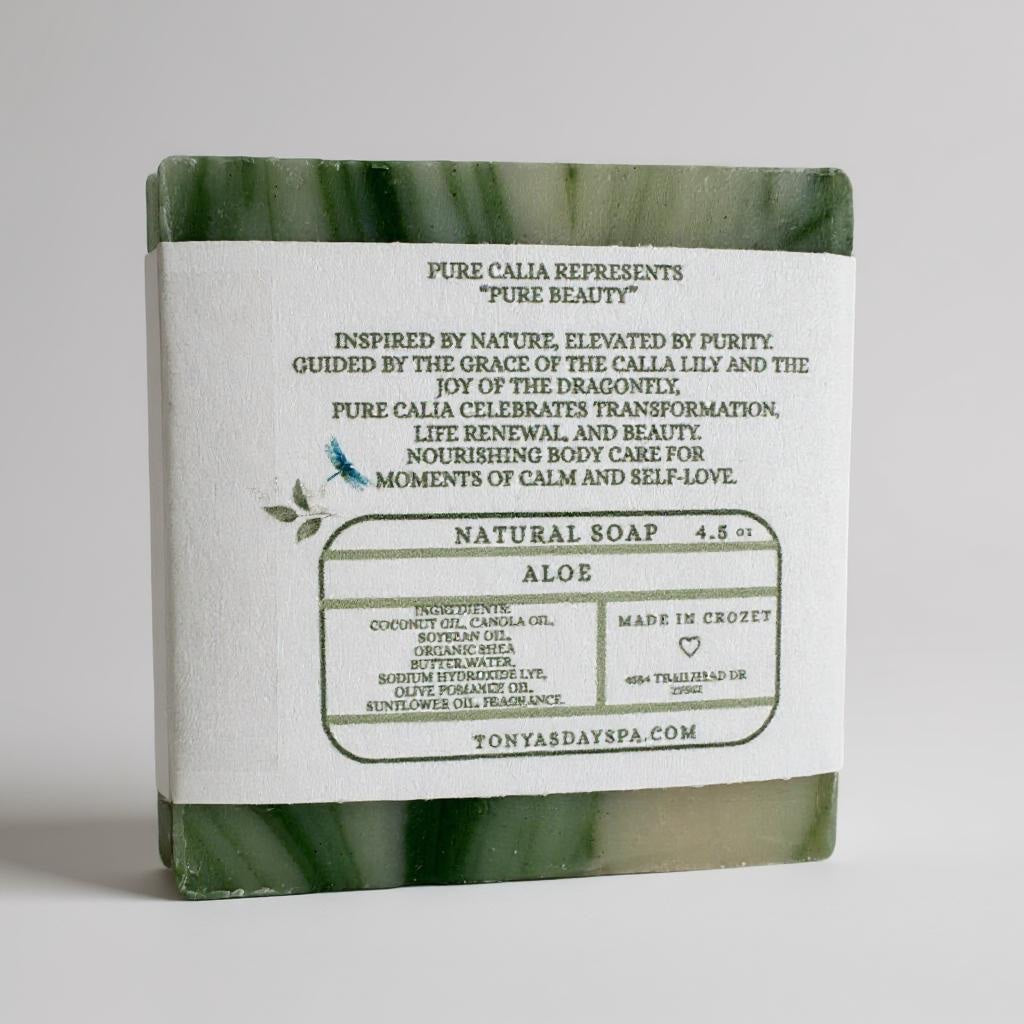 PURE CALIA REPRESENTS
"PURE BEAUTY"
INSPIRED BY NATURE, ELEVATED BY PURITY.
GUIDED BY THE GRACE OF THE CALLA LILY AND THE
JOY OF THE DRAGONFLY,
PURE CALIA CELEBRATES TRANSFORMATION,
LIFE RENEWAL, AND BEAUTY.
NOURISHING BODY CARE FOR
MOMENTS OF CALM AND SELF-LOVE.
NATURAL SOAP 4.5 oz
ALOE
INGREDIENTS:
COCONUT OIL, CANOLA OIL,
SOYBEAN OIL,
ORGANIC SHEA
BUTTER, WATER,
SODIUM HYDROXIDE LYE,
OLIVE POMANCE OIL,
SUNFLOWER OIL, FRAGRANCE.
MADE IN CROZET
DR
TONYASDAYSPA.COM